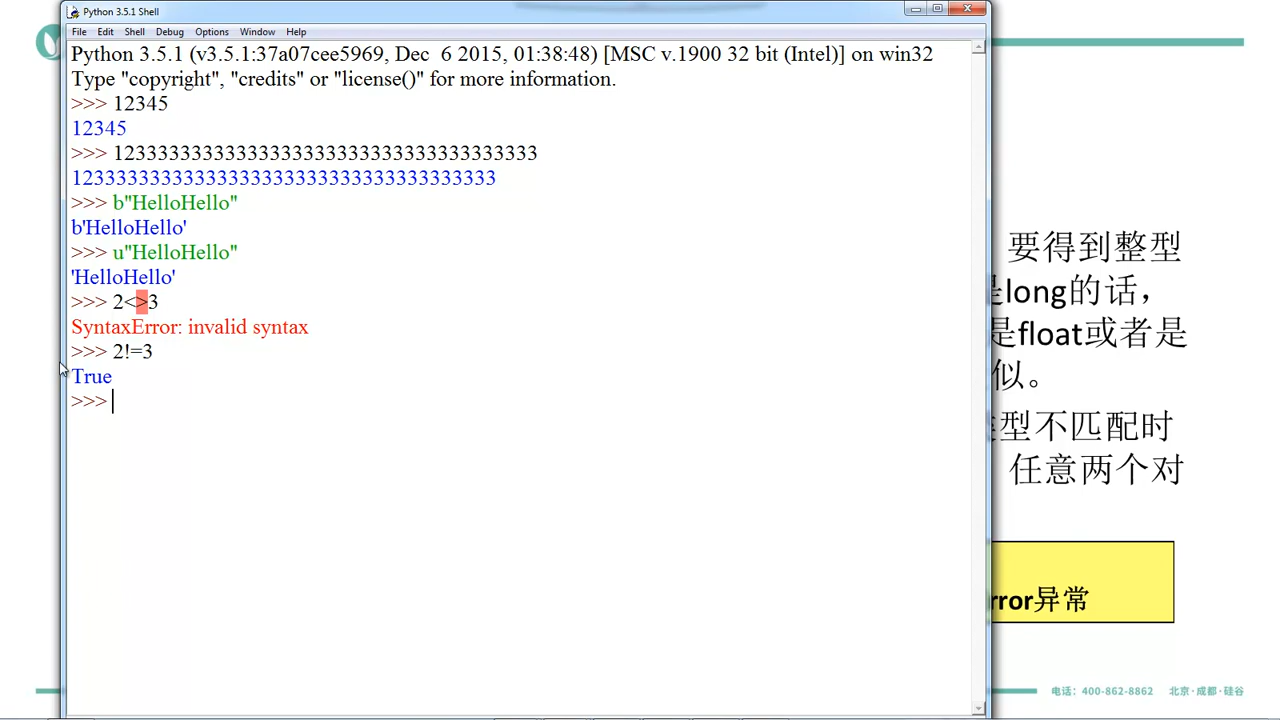 Python 3.5.1 Shell
File Edit Shell Debug Options Window Help
Python 3.5.1 (v3.5.1:37a07cee5969, Dec  6 2015, 01:38:48) [MSC v.1900 32 bit (Intel)] on win32
Type "copyright", "credits" or "license()" for more information.
>>> 12345
12345
>>> 123333333333333333333333333333333333333
123333333333333333333333333333333333333
>>> b"HelloHello"
b'HelloHello'
>>> u"HelloHello"
'HelloHello'
>>> 2<>3
SyntaxError: invalid syntax
>>> 2!=3
True
>>>
要得到整型
是long的话，
是float或者是
似。
类型不匹配时
任意两个对
rror异常
电话：400-862-8862 北京·成都·硅谷